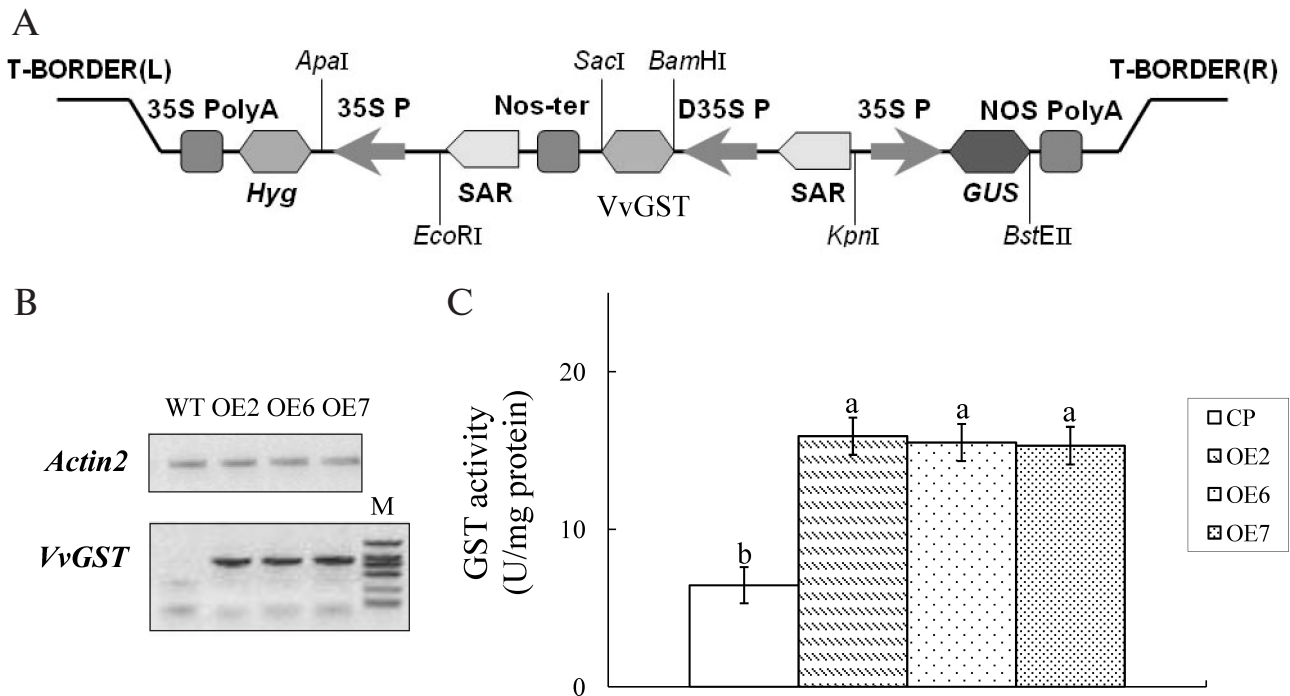 A
T-BORDER(L)
35S PolyA
ApaI
35S P
Nos-ter
SacI
BamHI
D35S P
35S P
NOS PolyA
T-BORDER(R)
Hyg
EcoRI
SAR
VvGST
SAR
KpnI
GUS
BstEII
B
WT OE2 OE6 OE7
Actin2
M
VvGST
C
GST activity
(U/mg protein)
20
10
0
b
a
a
a
CP
OE2
OE6
OE7